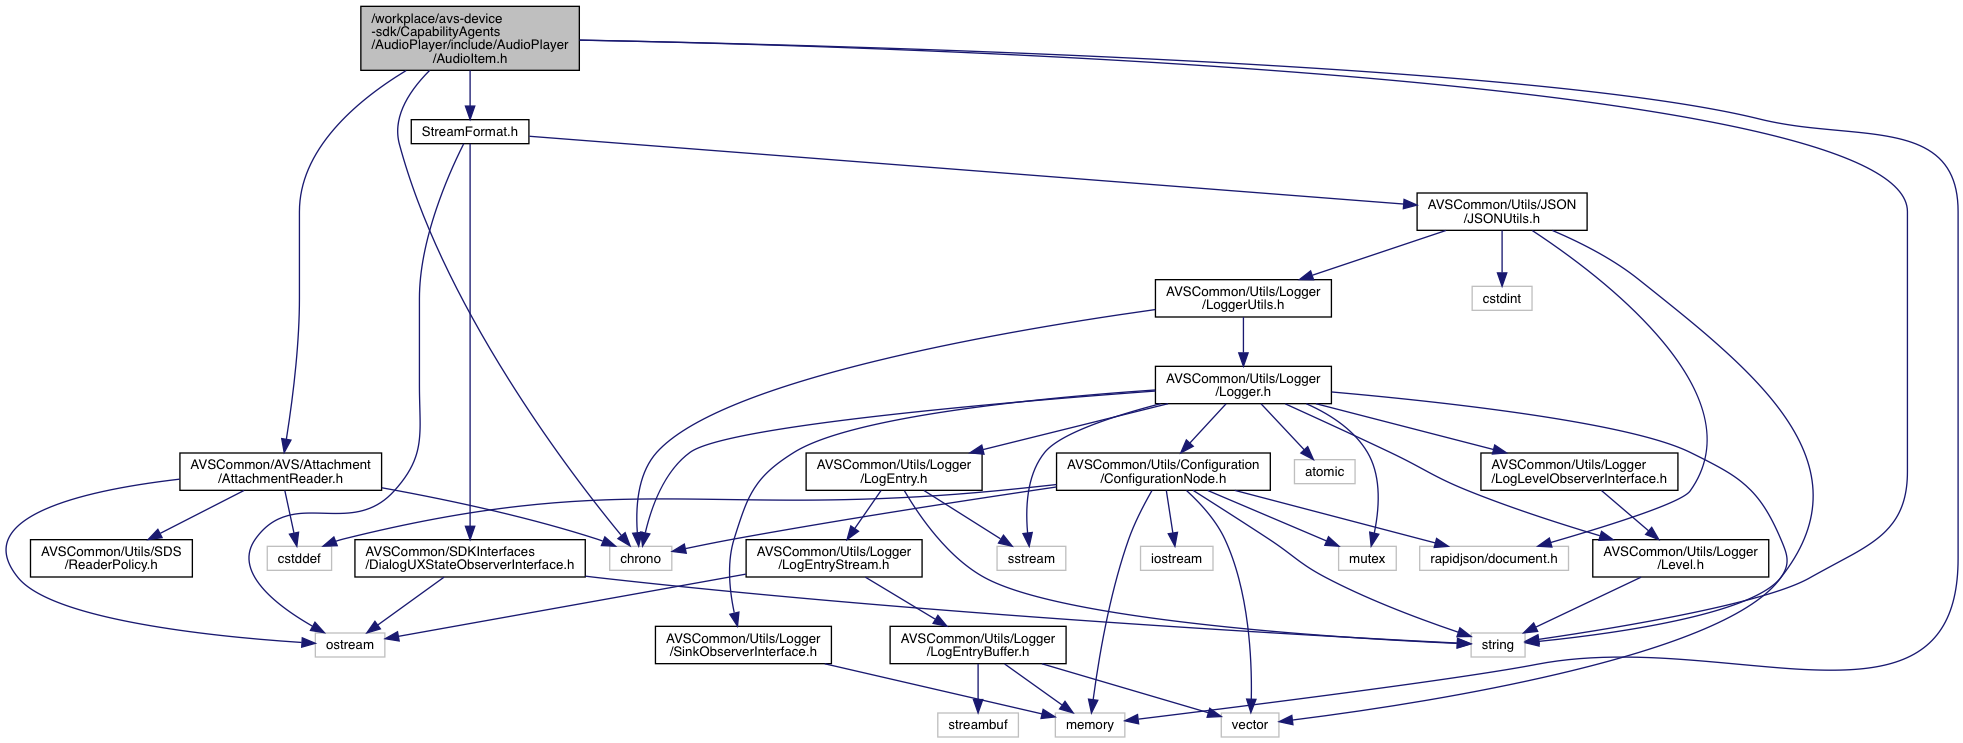 /workplace/avs-device
-sdk/CapabilityAgents
/AudioPlayer/include/AudioPlayer
/AudioItem.h
StreamFormat.h
AVSCommon/Utils/JSON
/JSONUtils.h
AVSCommon/Utils/Logger
/LoggerUtils.h
cstdint
AVSCommon/Utils/Logger
/Logger.h
AVSCommon/AVS/Attachment
/AttachmentReader.h
AVSCommon/Utils/Logger
/LogEntry.h
AVSCommon/Utils/Configuration
/ConfigurationNode.h
atomic
AVSCommon/Utils/Logger
/LogLevelObserverInterface.h
AVSCommon/Utils/SDS
/ReaderPolicy.h
cstddef
AVSCommon/SDKInterfaces
/DialogUXStateObserverInterface.h
chrono
AVSCommon/Utils/Logger
/LogEntryStream.h
sstream
iostream
mutex
rapidjson/document.h
AVSCommon/Utils/Logger
/Level.h
ostream
AVSCommon/Utils/Logger
/SinkObserverInterface.h
AVSCommon/Utils/Logger
/LogEntryBuffer.h
string
streambuf
memory
vector